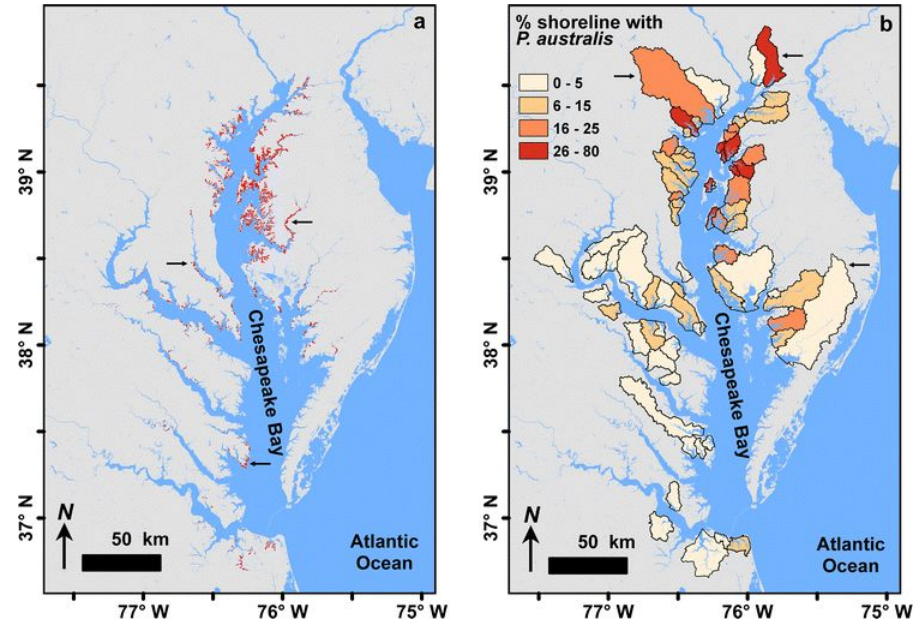 a
39° N
38° N
37° N
Chesapeake Bay
N
50 km
Atlantic
Ocean
77° W
76° W
75° W
% shoreline with
P. australis
b
0 - 5
6 - 15
16 - 25
26 - 80
39° N
38° N
37° N
Chesapeake Bay
N
50 km
Atlantic
Ocean
77° W
76° W
75° W